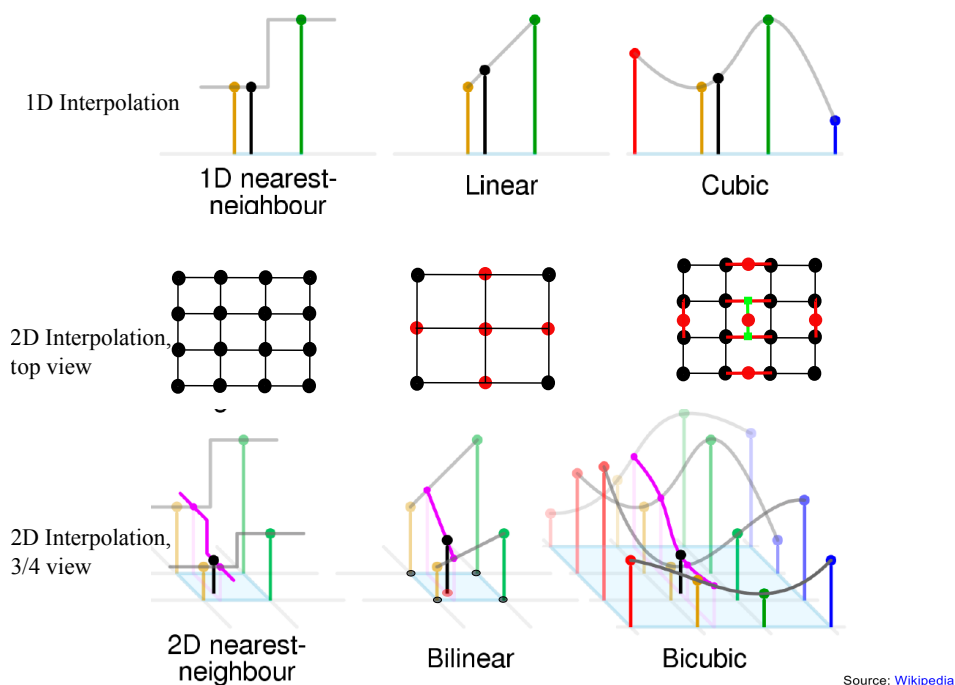 1D Interpolation
1D nearest-
neighbour
Linear
Cubic
2D Interpolation,
top view
2D Interpolation,
3/4 view
2D nearest-
neighbour
Bilinear
Bicubic
Source: Wikipedia